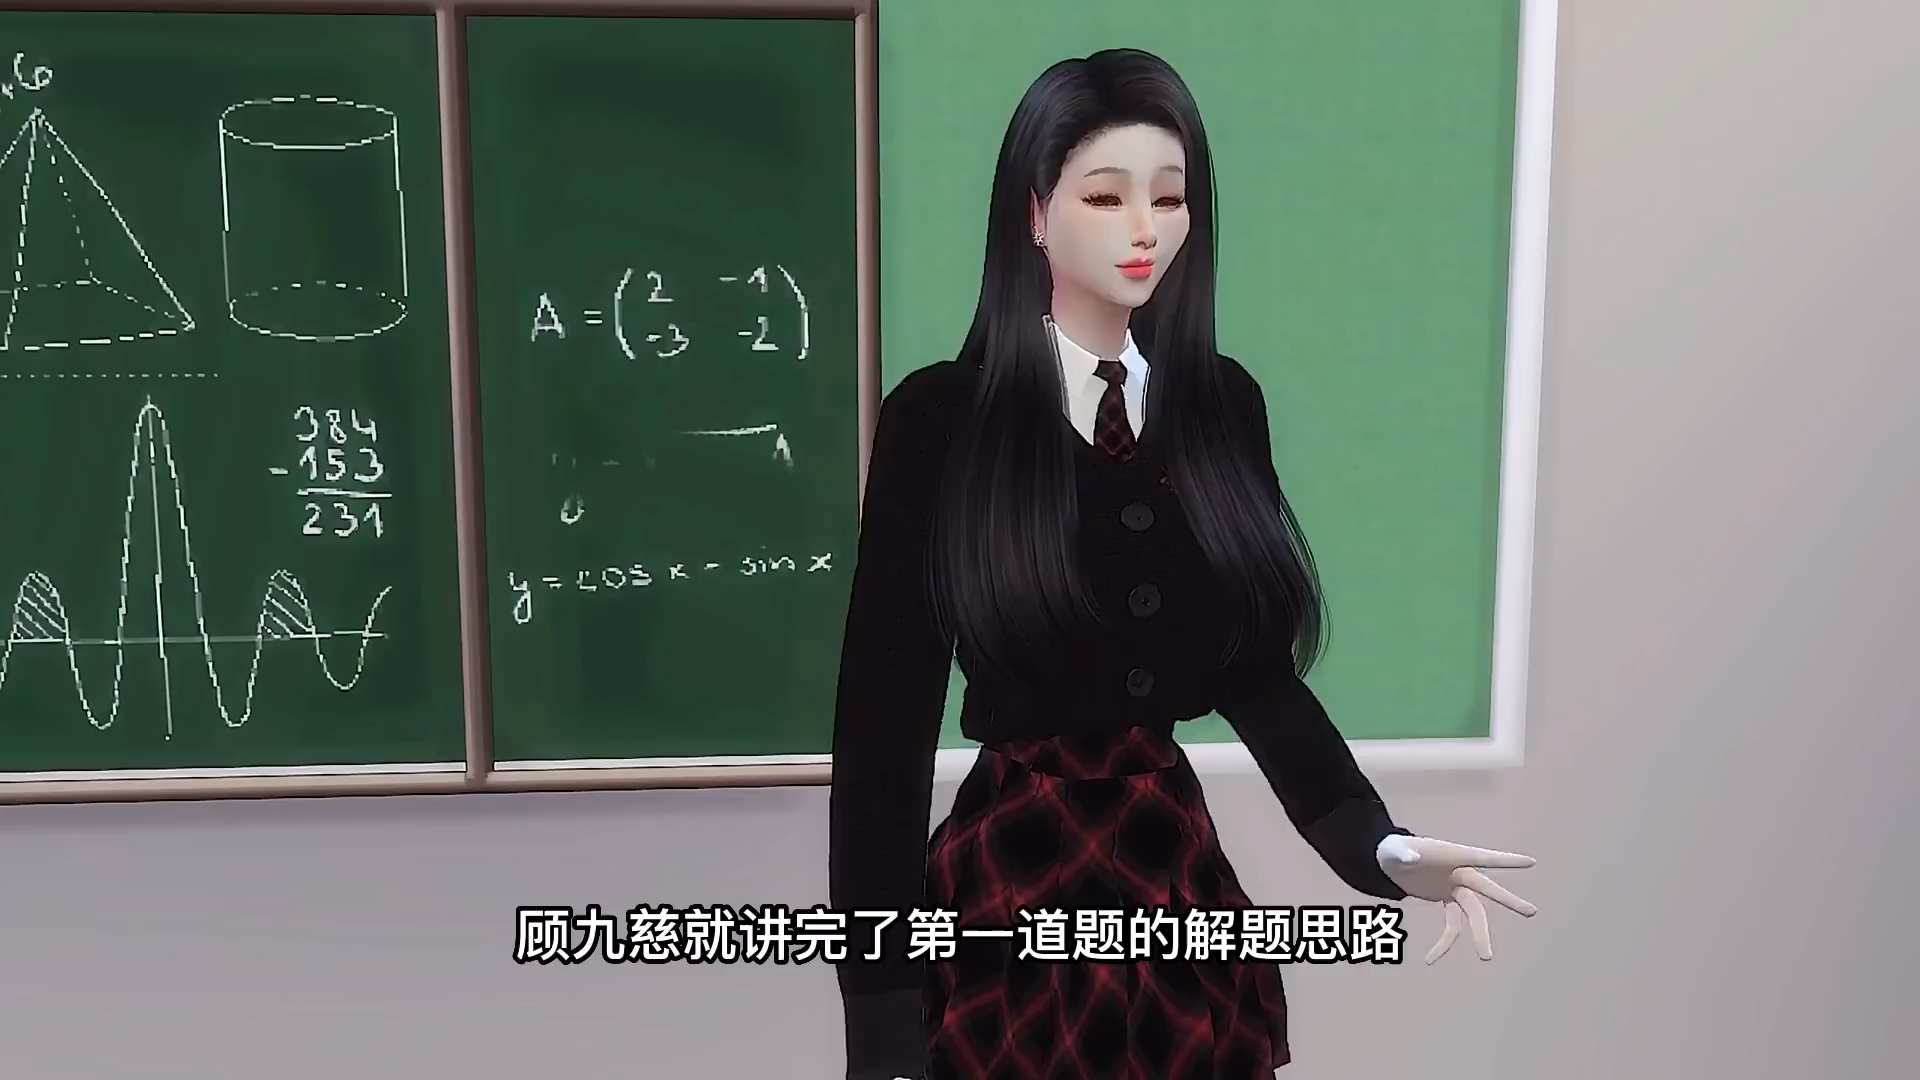 A = ( 2 -1
-3 -2 )
384
-153
231
y = cos x - sin x
顾九慈就讲完了第一道题的解题思路